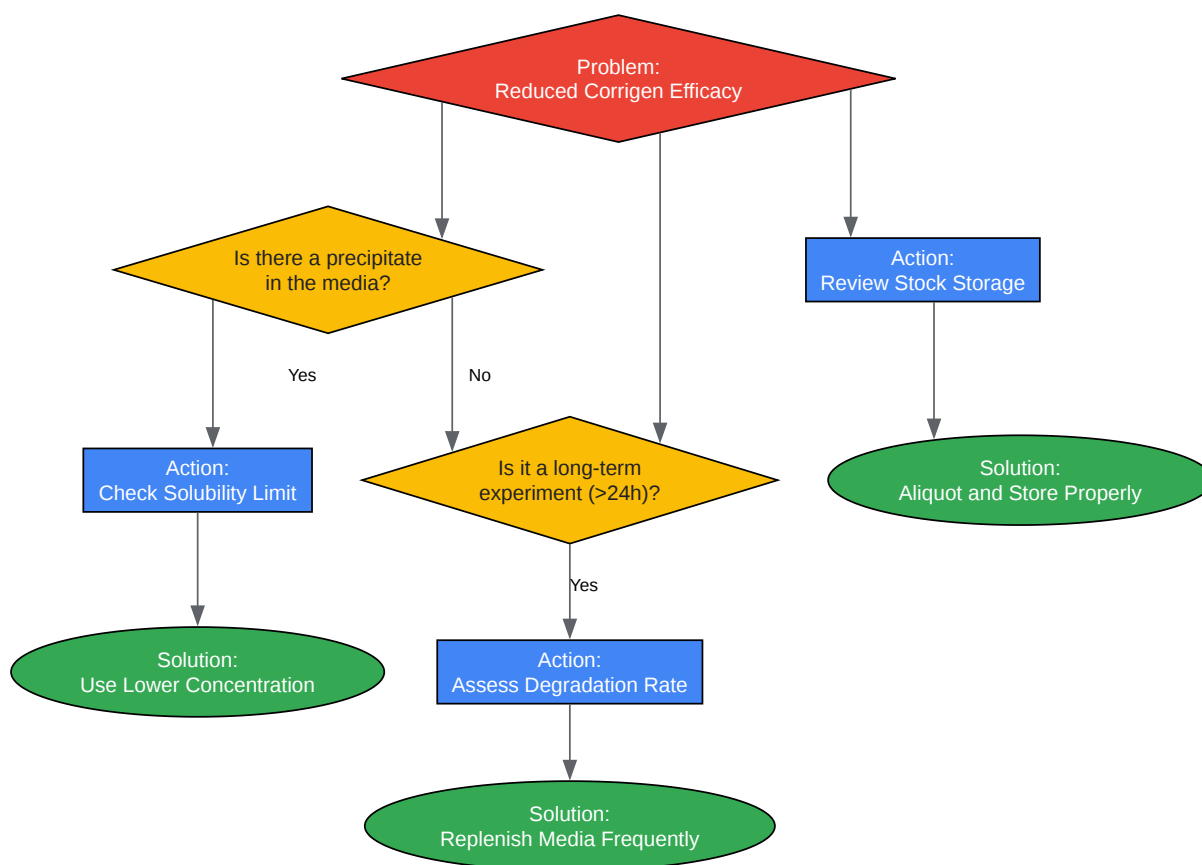 Problem:
Reduced Corrigen Efficacy
Is there a precipitate
in the media?
Action:
Review Stock Storage
Yes
No
Action:
Check Solubility Limit
Is it a long-term
experiment (>24h)?
Solution:
Aliquot and Store Properly
Yes
Solution:
Use Lower Concentration
Action:
Assess Degradation Rate
Solution:
Replenish Media Frequently